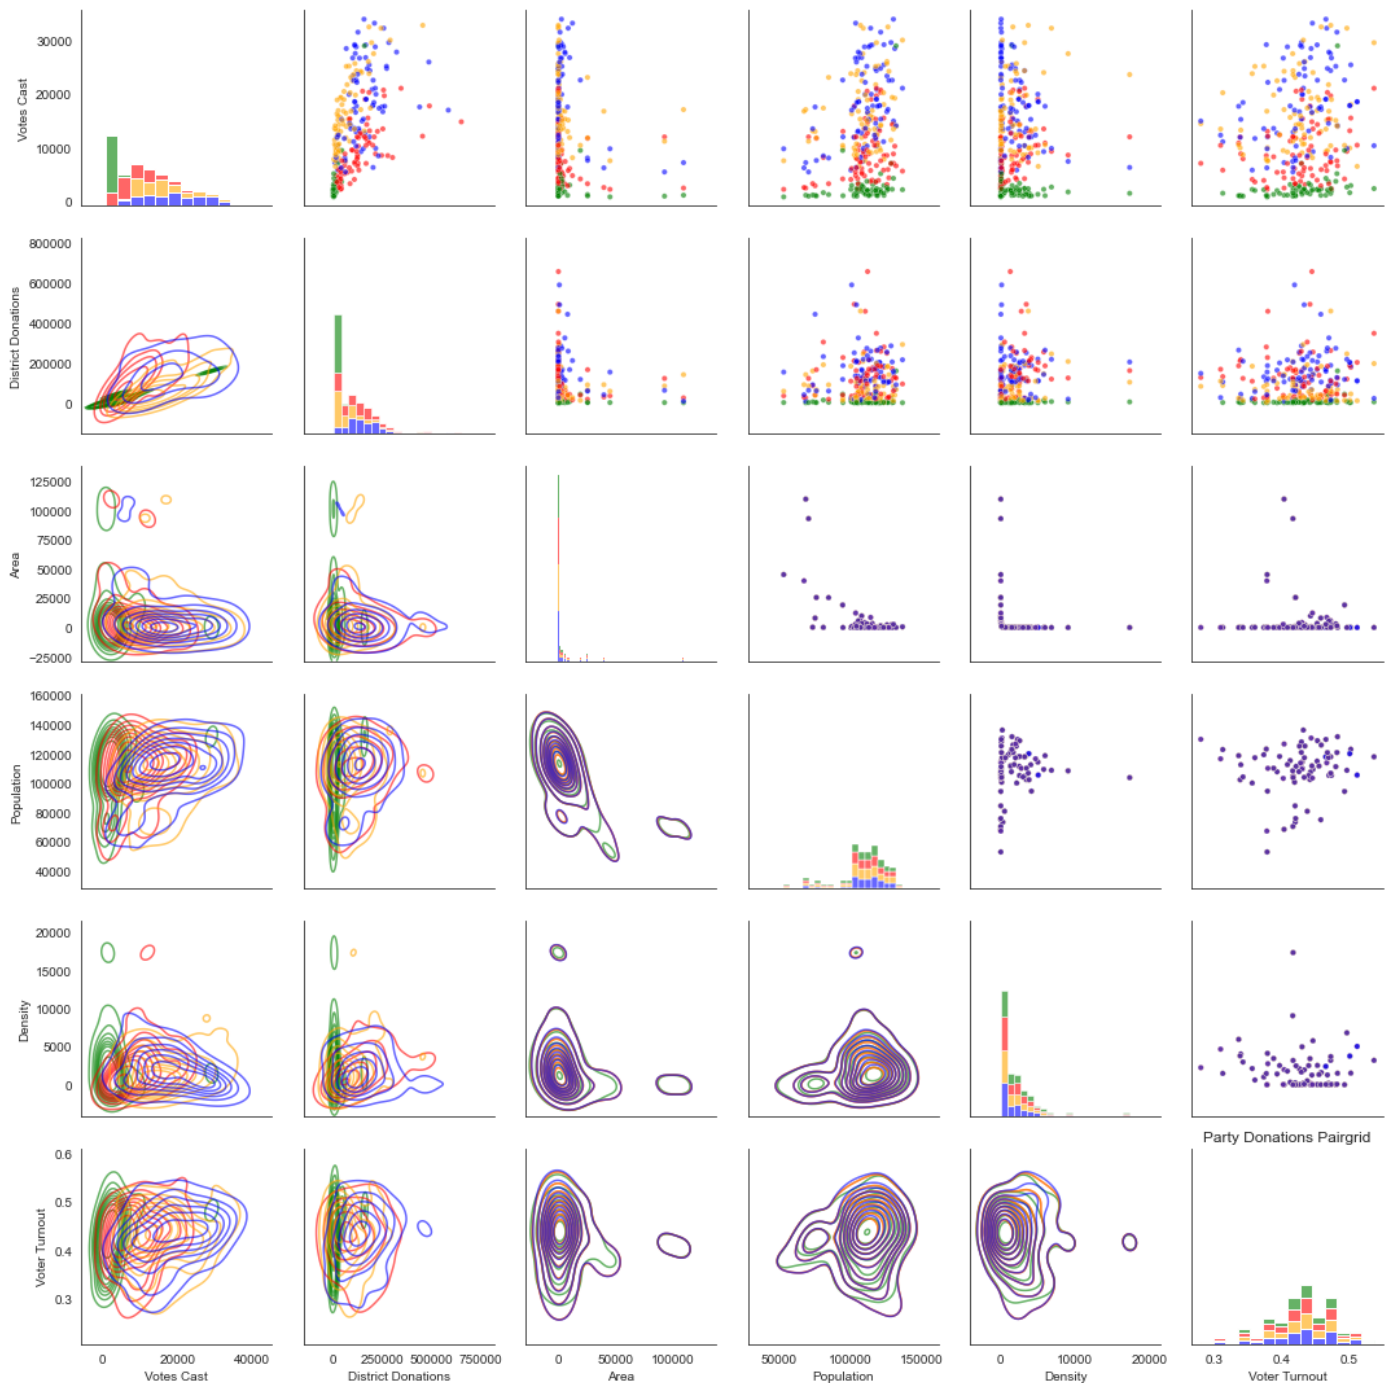 30000
20000
10000
0
Votes Cast
800000
600000
400000
200000
0
District Donations
125000
100000
75000
50000
25000
0
−25000
Area
160000
140000
120000
100000
80000
60000
40000
Population
20000
15000
10000
5000
0
Density
Party Donations Pairgrid
0.6
0.5
0.4
0.3
Voter Turnout
0 20000 40000
Votes Cast
0 250000 500000 750000
District Donations
0 50000 100000
Area
50000 100000 150000
Population
0 10000 20000
Density
0.3 0.4 0.5
Voter Turnout